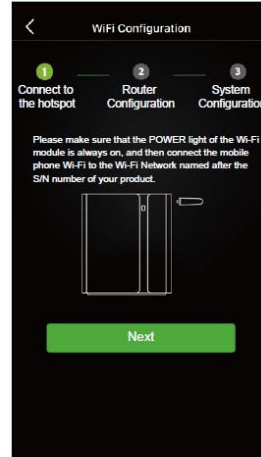 WiFi Configuration
1
2
3
Connect to
the hotspot
Router
Configuration
System
Configuratio
Please make sure that the POWER light of the Wi-Fi
module is always on, and then connect the mobile
phone Wi-Fi to the Wi-Fi Network named after the
S/N number of your product.
Next